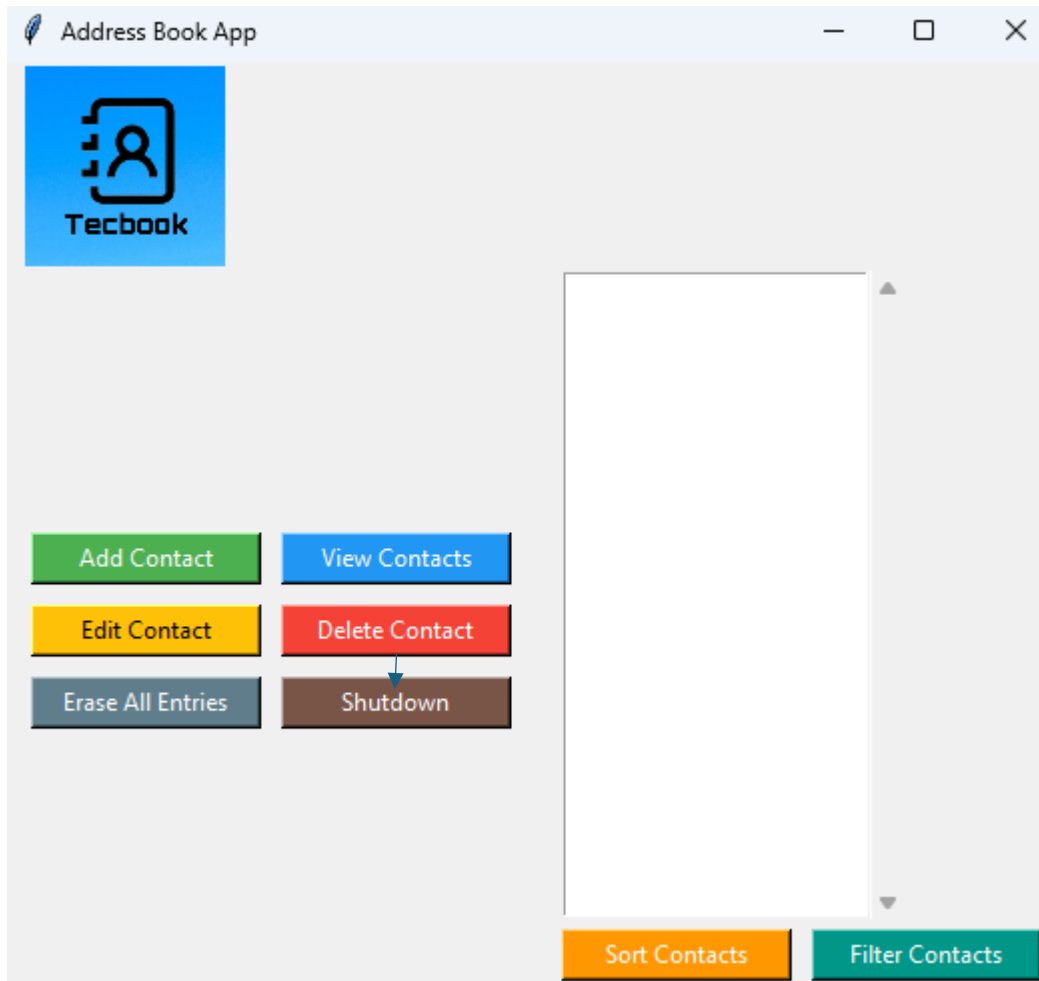 Address Book App
Tecbook
Add Contact
View Contacts
Edit Contact
Delete Contact
Erase All Entries
Shutdown
Sort Contacts
Filter Contacts